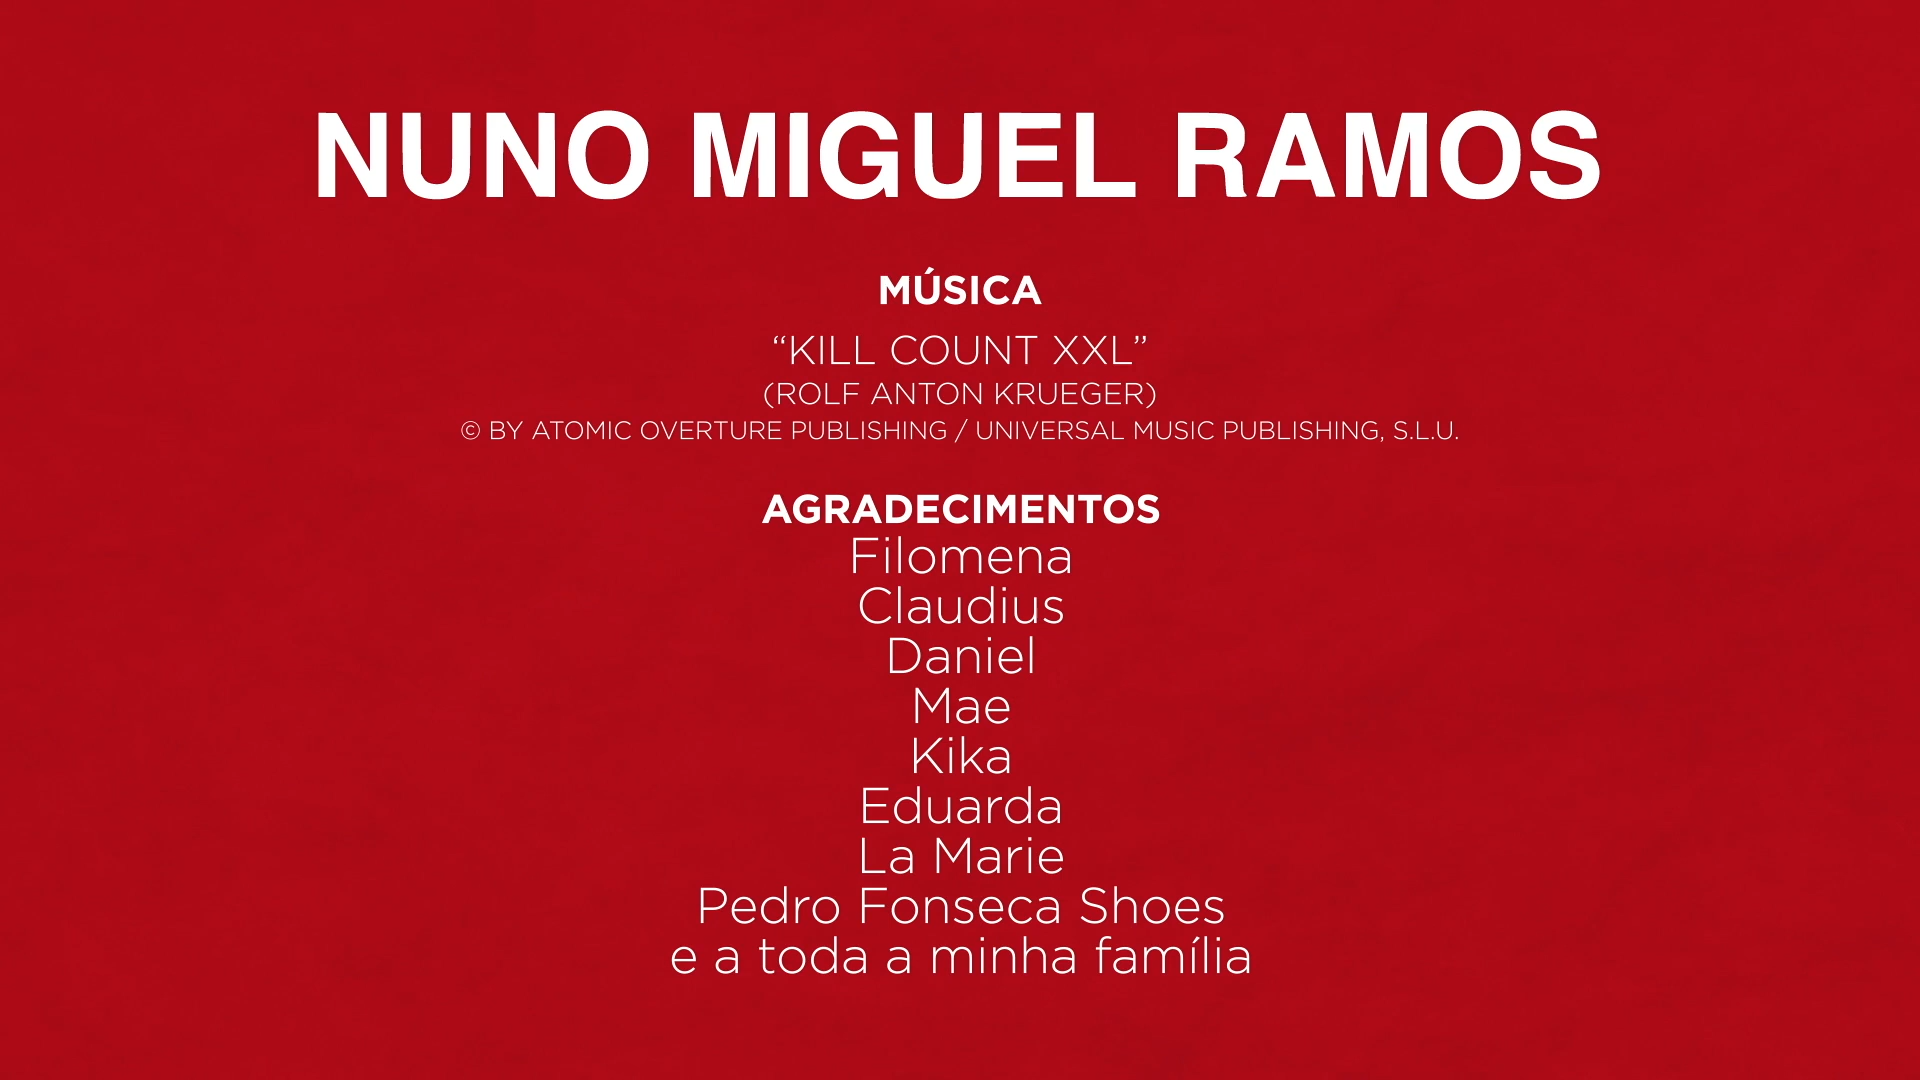 NUNO MIGUEL RAMOS
MÚSICA
“KILL COUNT XXL”
(ROLF ANTON KRUEGER)
© BY ATOMIC OVERTURE PUBLISHING / UNIVERSAL MUSIC PUBLISHING, S.L.U.
AGRADECIMENTOS
Filomena
Claudius
Daniel
Mae
Kika
Eduarda
La Marie
Pedro Fonseca Shoes
e a toda a minha família